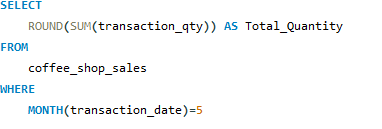 SELECT
ROUND(SUM(transaction_qty)) AS Total_Quantity
FROM
coffee_shop_sales
WHERE
MONTH(transaction_date)=5